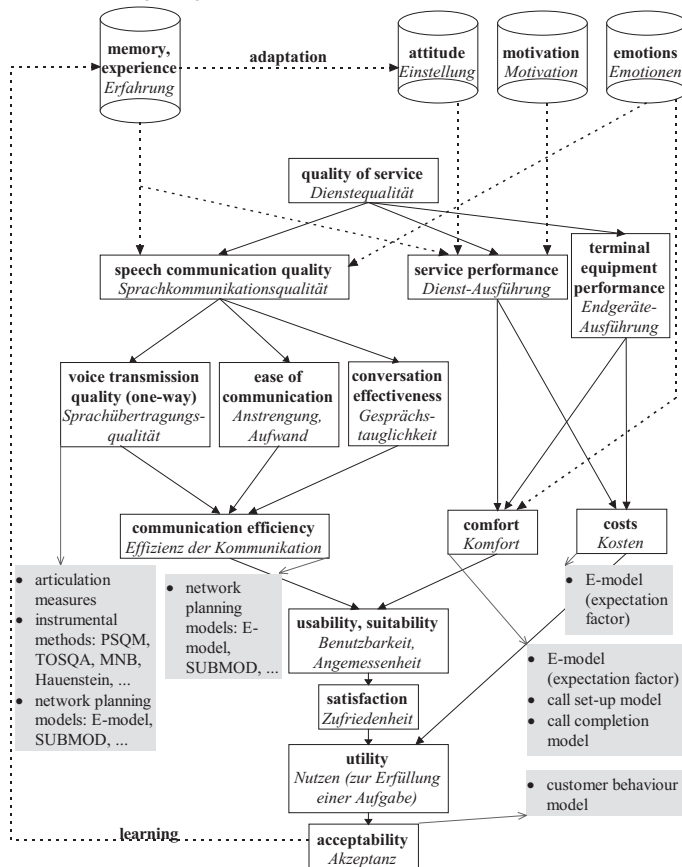 memory,
experience
Erfahrung
adaptation
attitude
Einstellung
motivation
Motivation
emotions
Emotionen
quality of service
Dienstequalität
speech communication quality
Sprachkommunikationsqualität
service performance
Dienst-Ausführung
terminal
equipment
performance
Endgeräte-
Ausführung
voice transmission
quality (one-way)
Sprachübertragungs-
qualität
ease of
communication
Anstrengung,
Aufwand
conversation
effectiveness
Gesprächs-
tauglichkeit
communication efficiency
Effizienz der Kommunikation
comfort
Komfort
costs
Kosten
• articulation
measures
• instrumental
methods: PSQM,
TOSQA, MNB,
Hauenstein, ...
• network planning
models: E-model,
SUBMOD, ...
• network
planning
models: E-
model,
SUBMOD, ...
• E-model
(expectation
factor)
usability, suitability
Benutzbarkeit,
Angemessenheit
• E-model
(expectation factor)
• call set-up model
• call completion
model
satisfaction
Zufriedenheit
utility
Nutzen (zur Erfüllung
einer Aufgabe)
• customer behaviour
model
learning
acceptability
Akzeptanz